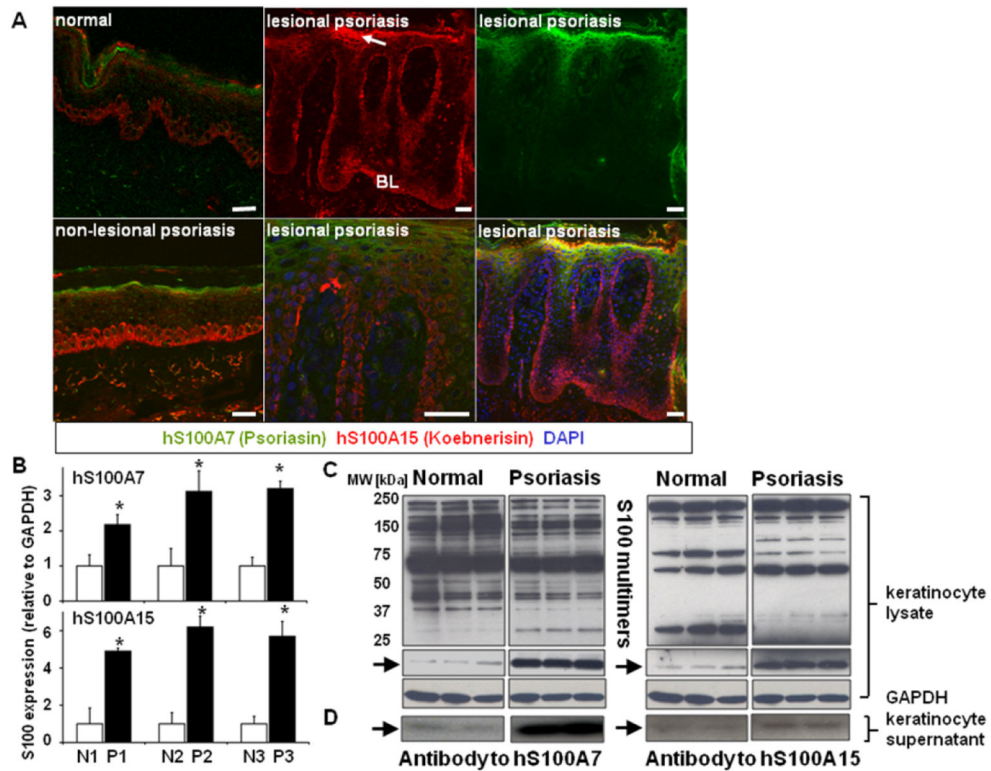 A
normal
lesional psoriasis
lesional psoriasis
BL
non-lesional psoriasis
lesional psoriasis
lesional psoriasis
hS100A7 (Psoriasin) hS100A15 (Koebnerisin) DAPI
B
S100 expression (relative to GAPDH)
hS100A7
3
2
1
0
* * *
hS100A15
6
4
2
0
* * *
N1 P1 N2 P2 N3 P3
C
MW [kDa]
Normal Psoriasis
250
150
75
50
37
25
S100 multimers
Normal Psoriasis
keratinocyte
lysate
GAPDH
D
keratinocyte
supernatant
Antibody to hS100A7
Antibody to hS100A15